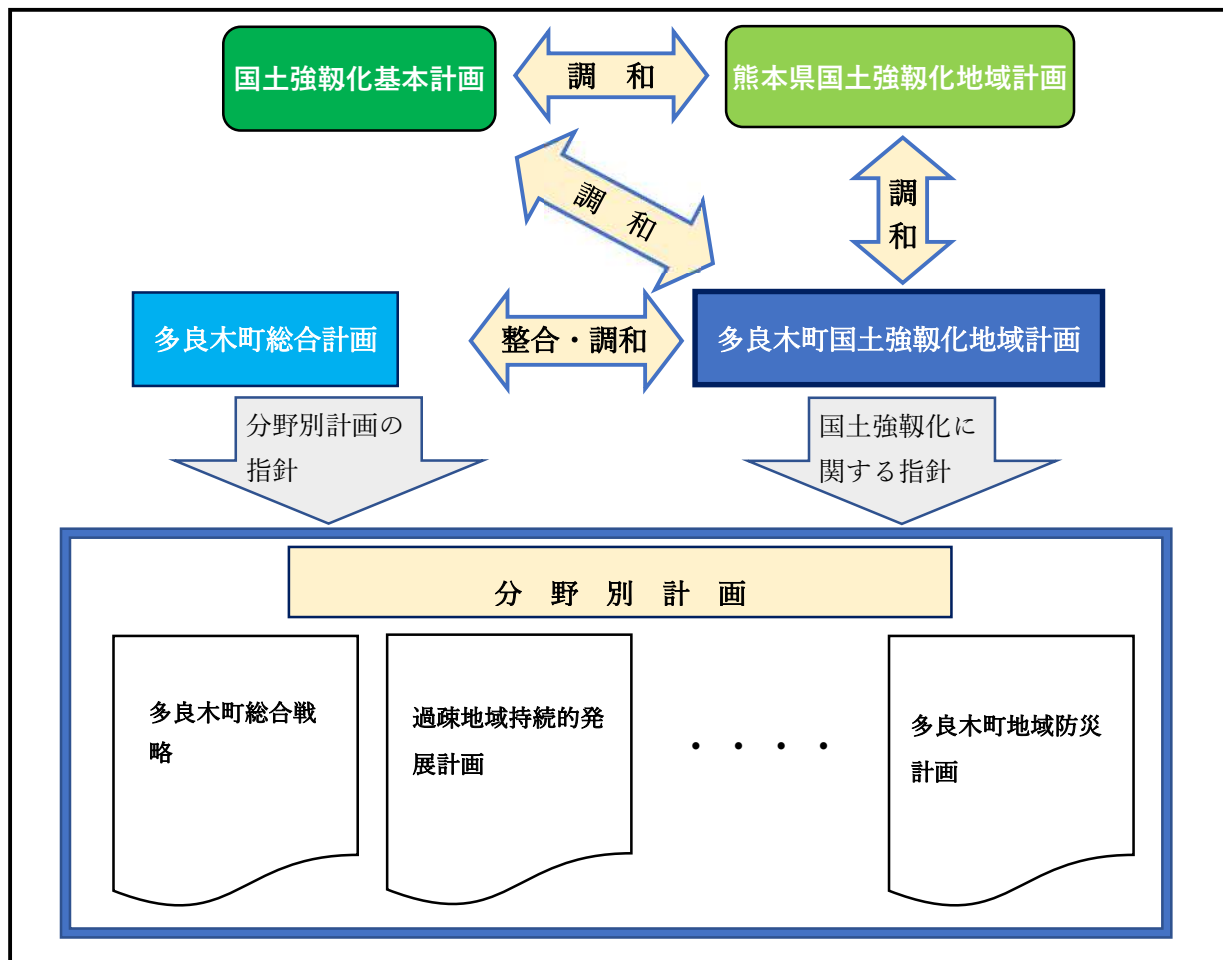 国土強靱化基本計画
調　和
熊本県国土強靱化地域計画
調　和
調
和
多良木町総合計画
整合・調和
多良木町国土強靱化地域計画
分野別計画の
指針
国土強靱化に
関する指針
分　野　別　計　画
多良木町総合戦
略
過疎地域持続的発
展計画
・・・・
多良木町地域防災
計画